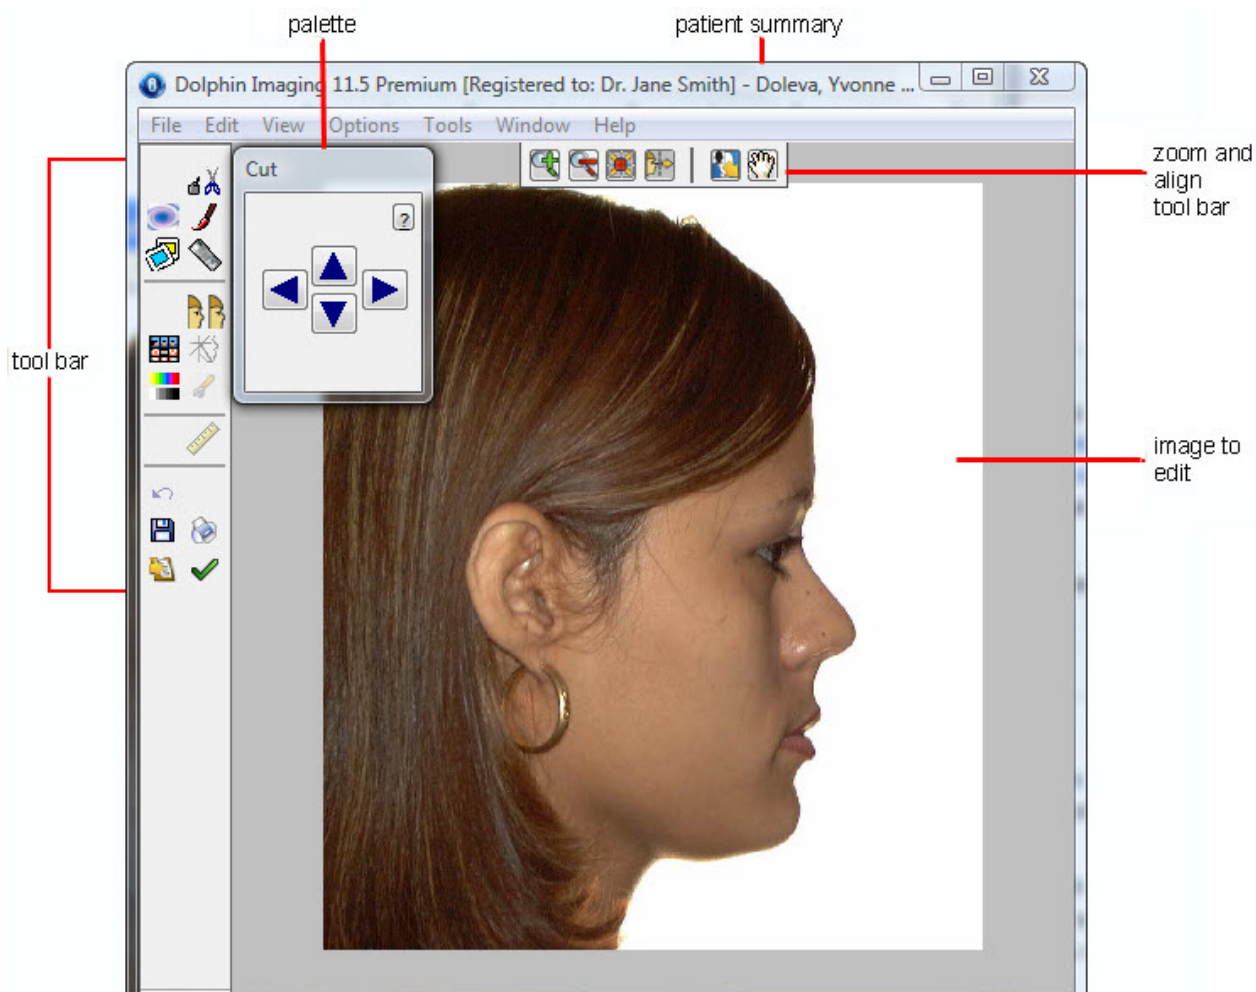 palette
patient summary
Dolphin Imaging 11.5 Premium [Registered to: Dr. Jane Smith] - Doleva, Yvonne ...
File Edit View Options Tools Window Help
Cut
?
zoom and
align
tool bar
tool bar
image to
edit